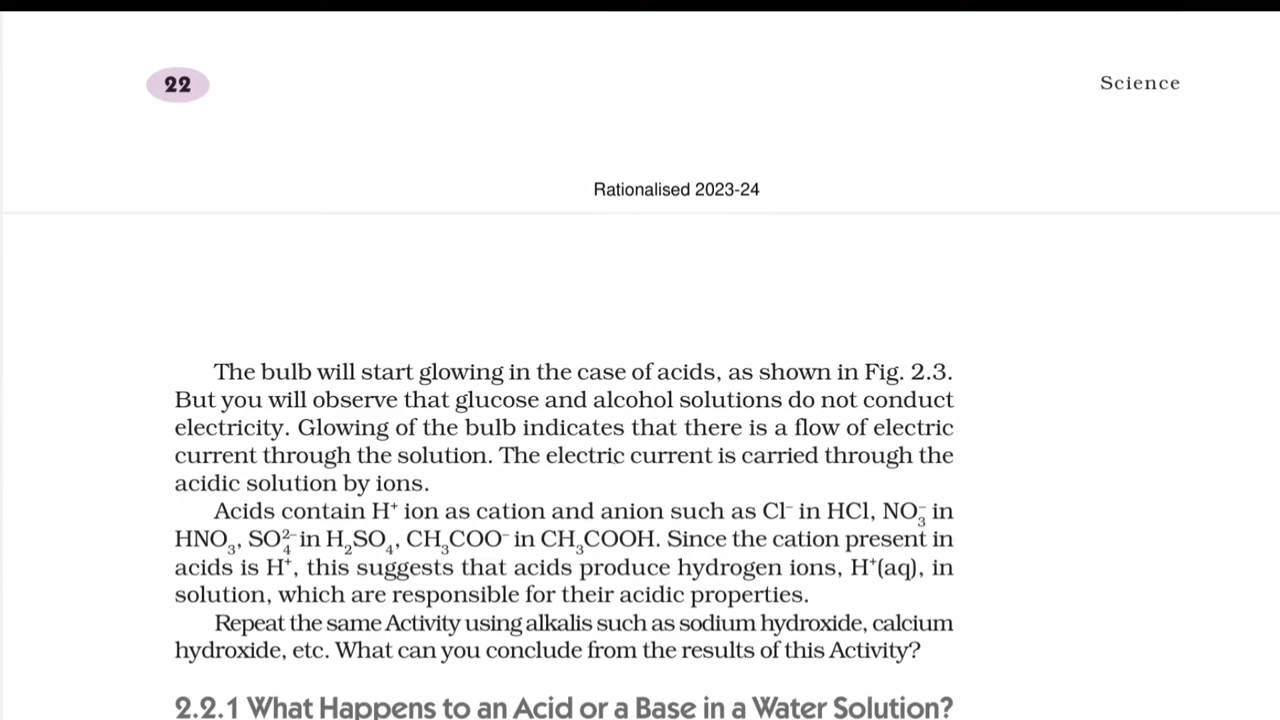 22
Science
Rationalised 2023-24
The bulb will start glowing in the case of acids, as shown in Fig. 2.3.
But you will observe that glucose and alcohol solutions do not conduct
electricity. Glowing of the bulb indicates that there is a flow of electric
current through the solution. The electric current is carried through the
acidic solution by ions.
Acids contain H⁺ ion as cation and anion such as Cl⁻ in HCl, NO₃⁻ in
HNO₃, SO₄²⁻ in H₂SO₄, CH₃COO⁻ in CH₃COOH. Since the cation present in
acids is H⁺, this suggests that acids produce hydrogen ions, H⁺(aq), in
solution, which are responsible for their acidic properties.
Repeat the same Activity using alkalis such as sodium hydroxide, calcium
hydroxide, etc. What can you conclude from the results of this Activity?
2.2.1 What Happens to an Acid or a Base in a Water Solution?